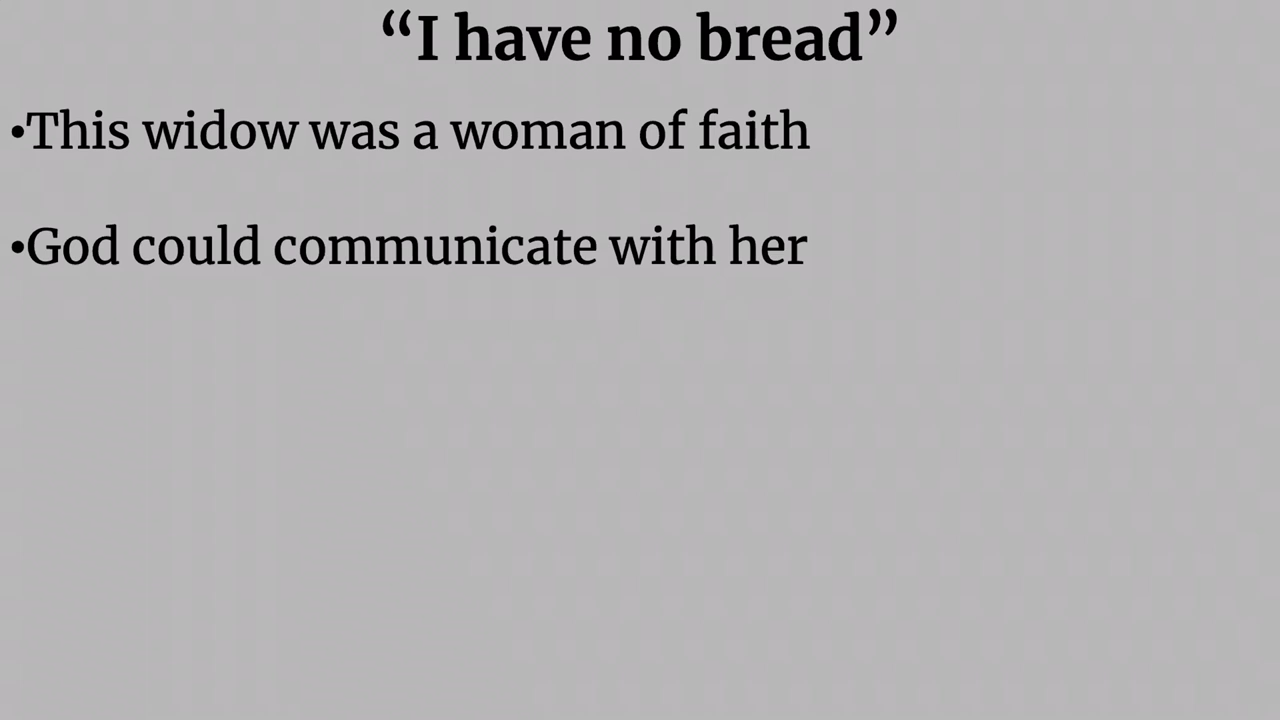 “I have no bread”
•This widow was a woman of faith
•God could communicate with her